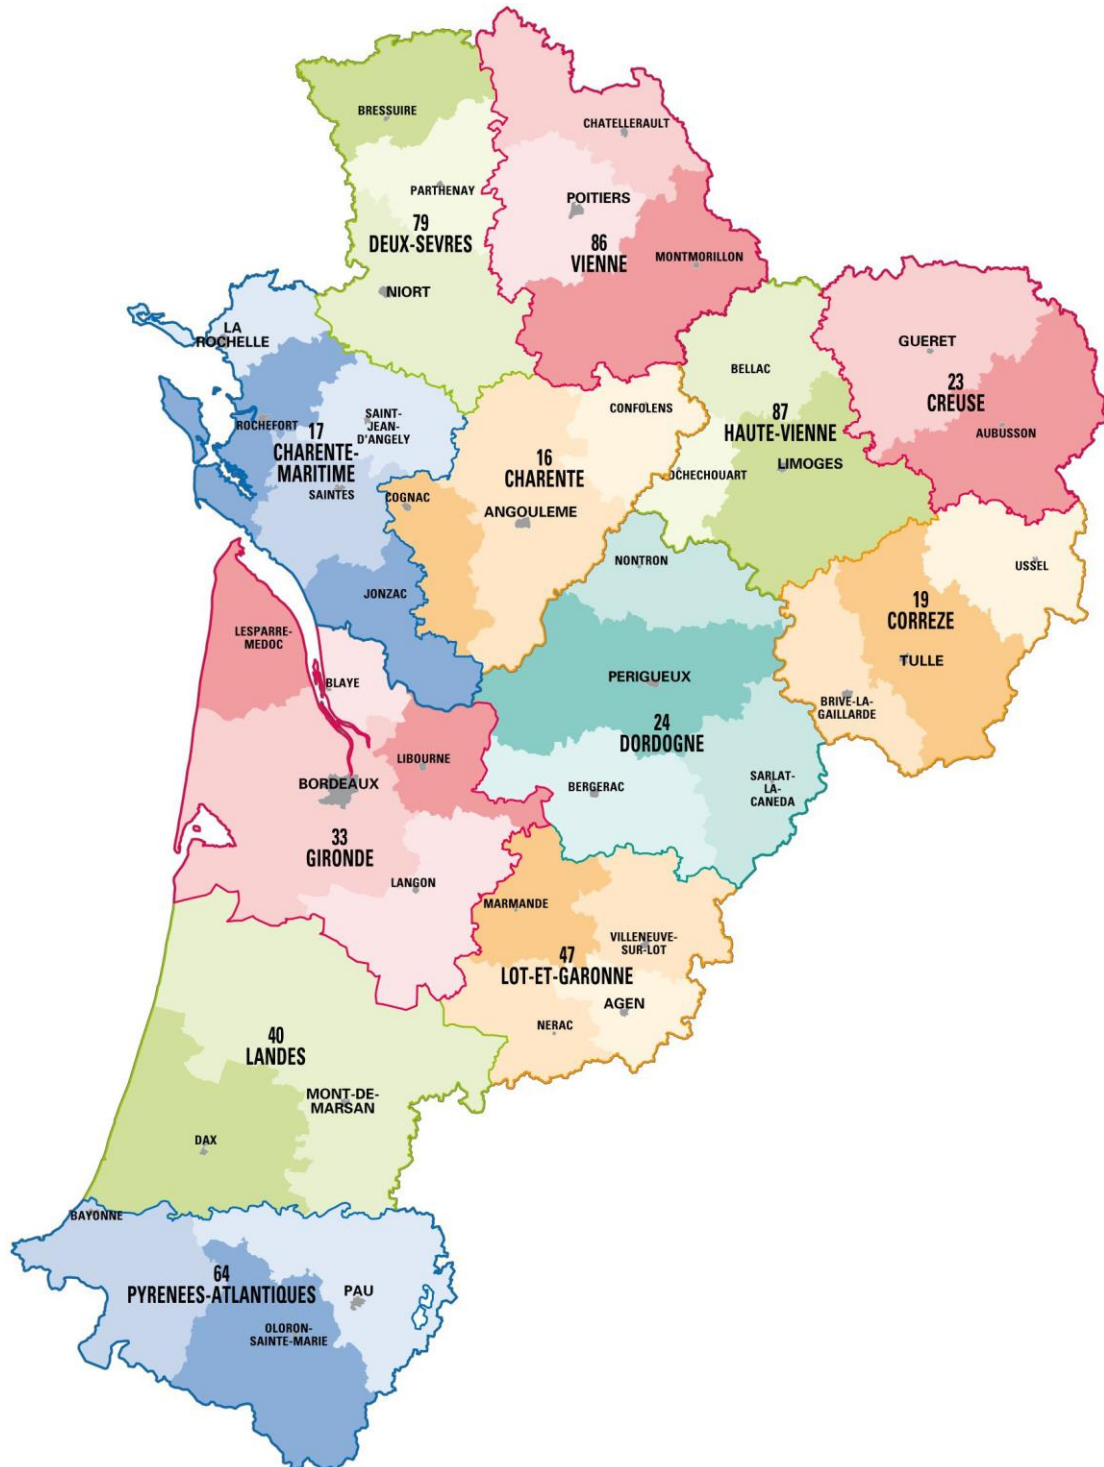 BRESSUIRE
CHATELLERAULT
PARTHENAY
POITIERS
79
DEUX-SEVRES
86
VIENNE
MONTMORILLON
NIORT
LA
ROCHELLE
GUERET
BELLAC
23
CREUSE
CONFOLENS
87
HAUTE-VIENNE
ROCHEFORT
SAINT-
JEAN-
D'ANGELY
AUBUSSON
17
CHARENTE-
MARITIME
16
CHARENTE
LIMOGES
OCHECHOUART
SAINTES
COGNAC
ANGOULEME
NONTRON
USSEL
JONZAC
19
CORREZE
LESPARRE-
MEDOC
TULLE
BLAYE
PERIGUEUX
BRIVE-LA-
GAILLARDE
24
DORDOGNE
LIBOURNE
BORDEAUX
BERGERAC
SARLAT-
LA-
CANEDA
33
GIRONDE
LANGON
MARMANDE
VILLENEUVE-
SUR-LOT
47
LOT-ET-GARONNE
AGEN
NERAC
40
LANDES
MONT-DE-
MARSAN
DAX
BAYONNE
64
PYRENEES-ATLANTIQUES
PAU
OLORON-
SAINTE-MARIE